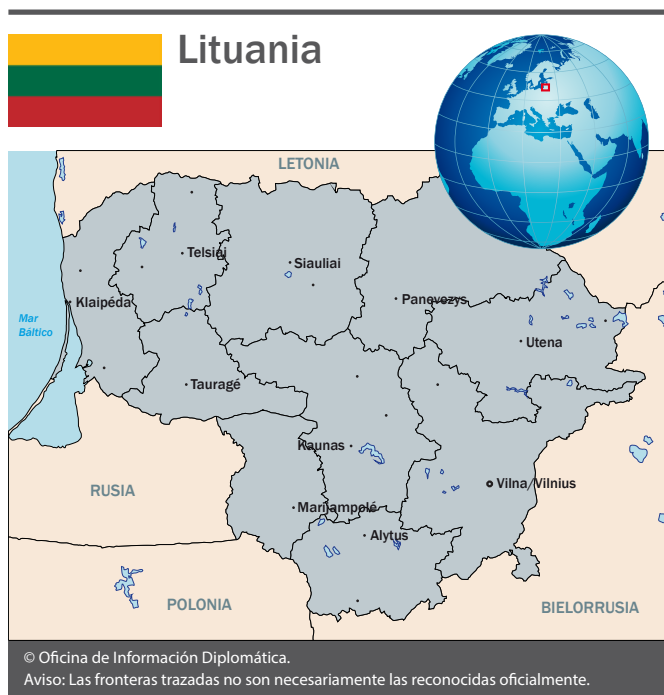 Lituania
LETONIA
Telsiai
Siauliai
Klaipéda
Panevezys
Mar
Báltico
Utena
Tauragé
Kaunas
Vilna/Vilnius
RUSIA
Marijampolé
Alytus
POLONIA
BIELORRUSIA
© Oficina de Información Diplomática.
Aviso: Las fronteras trazadas no son necesariamente las reconocidas oficialmente.